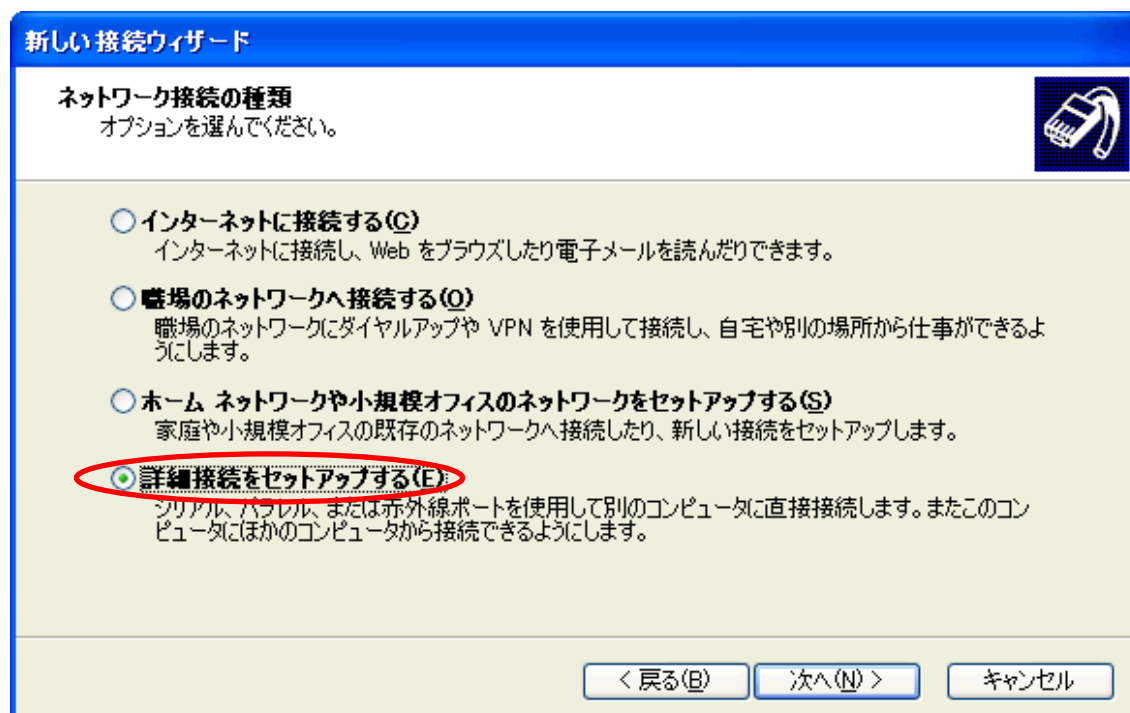 新しい接続ウィザード
ネットワーク接続の種類
オプションを選んでください。
インターネットに接続する(C)
インターネットに接続し、Web をブラウズしたり電子メールを読んだりできます。
職場のネットワークへ接続する(O)
職場のネットワークにダイヤルアップや VPN を使用して接続し、自宅や別の場所から仕事ができるよ
うにします。
ホーム ネットワークや小規模オフィスのネットワークをセットアップする(S)
家庭や小規模オフィスの既存のネットワークへ接続したり、新しい接続をセットアップします。
詳細接続をセットアップする(E)
シリアル、パラレル、または赤外線ポートを使用して別のコンピュータに直接接続します。またこのコン
ピュータにほかのコンピュータから接続できるようにします。
< 戻る(B) 次へ(N) > キャンセル